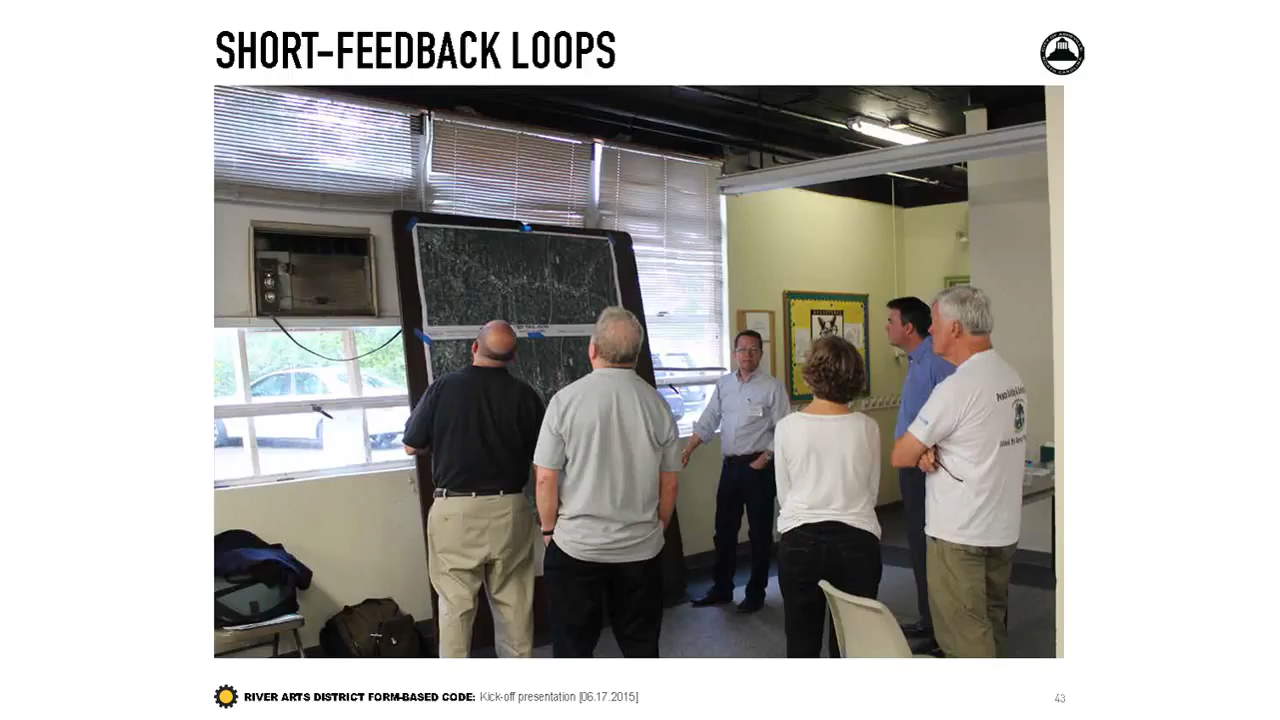 SHORT-FEEDBACK LOOPS
RIVER ARTS DISTRICT FORM-BASED CODE: Kick-off presentation [06.17.2015]
43